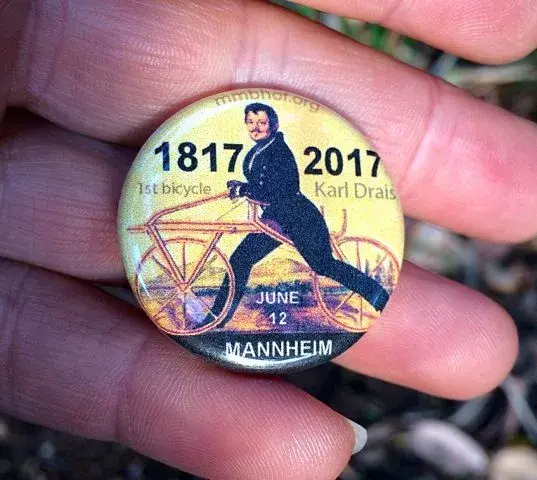 mmbhof.org
1817 2017
1st bicycle Karl Drais
JUNE
12
MANNHEIM